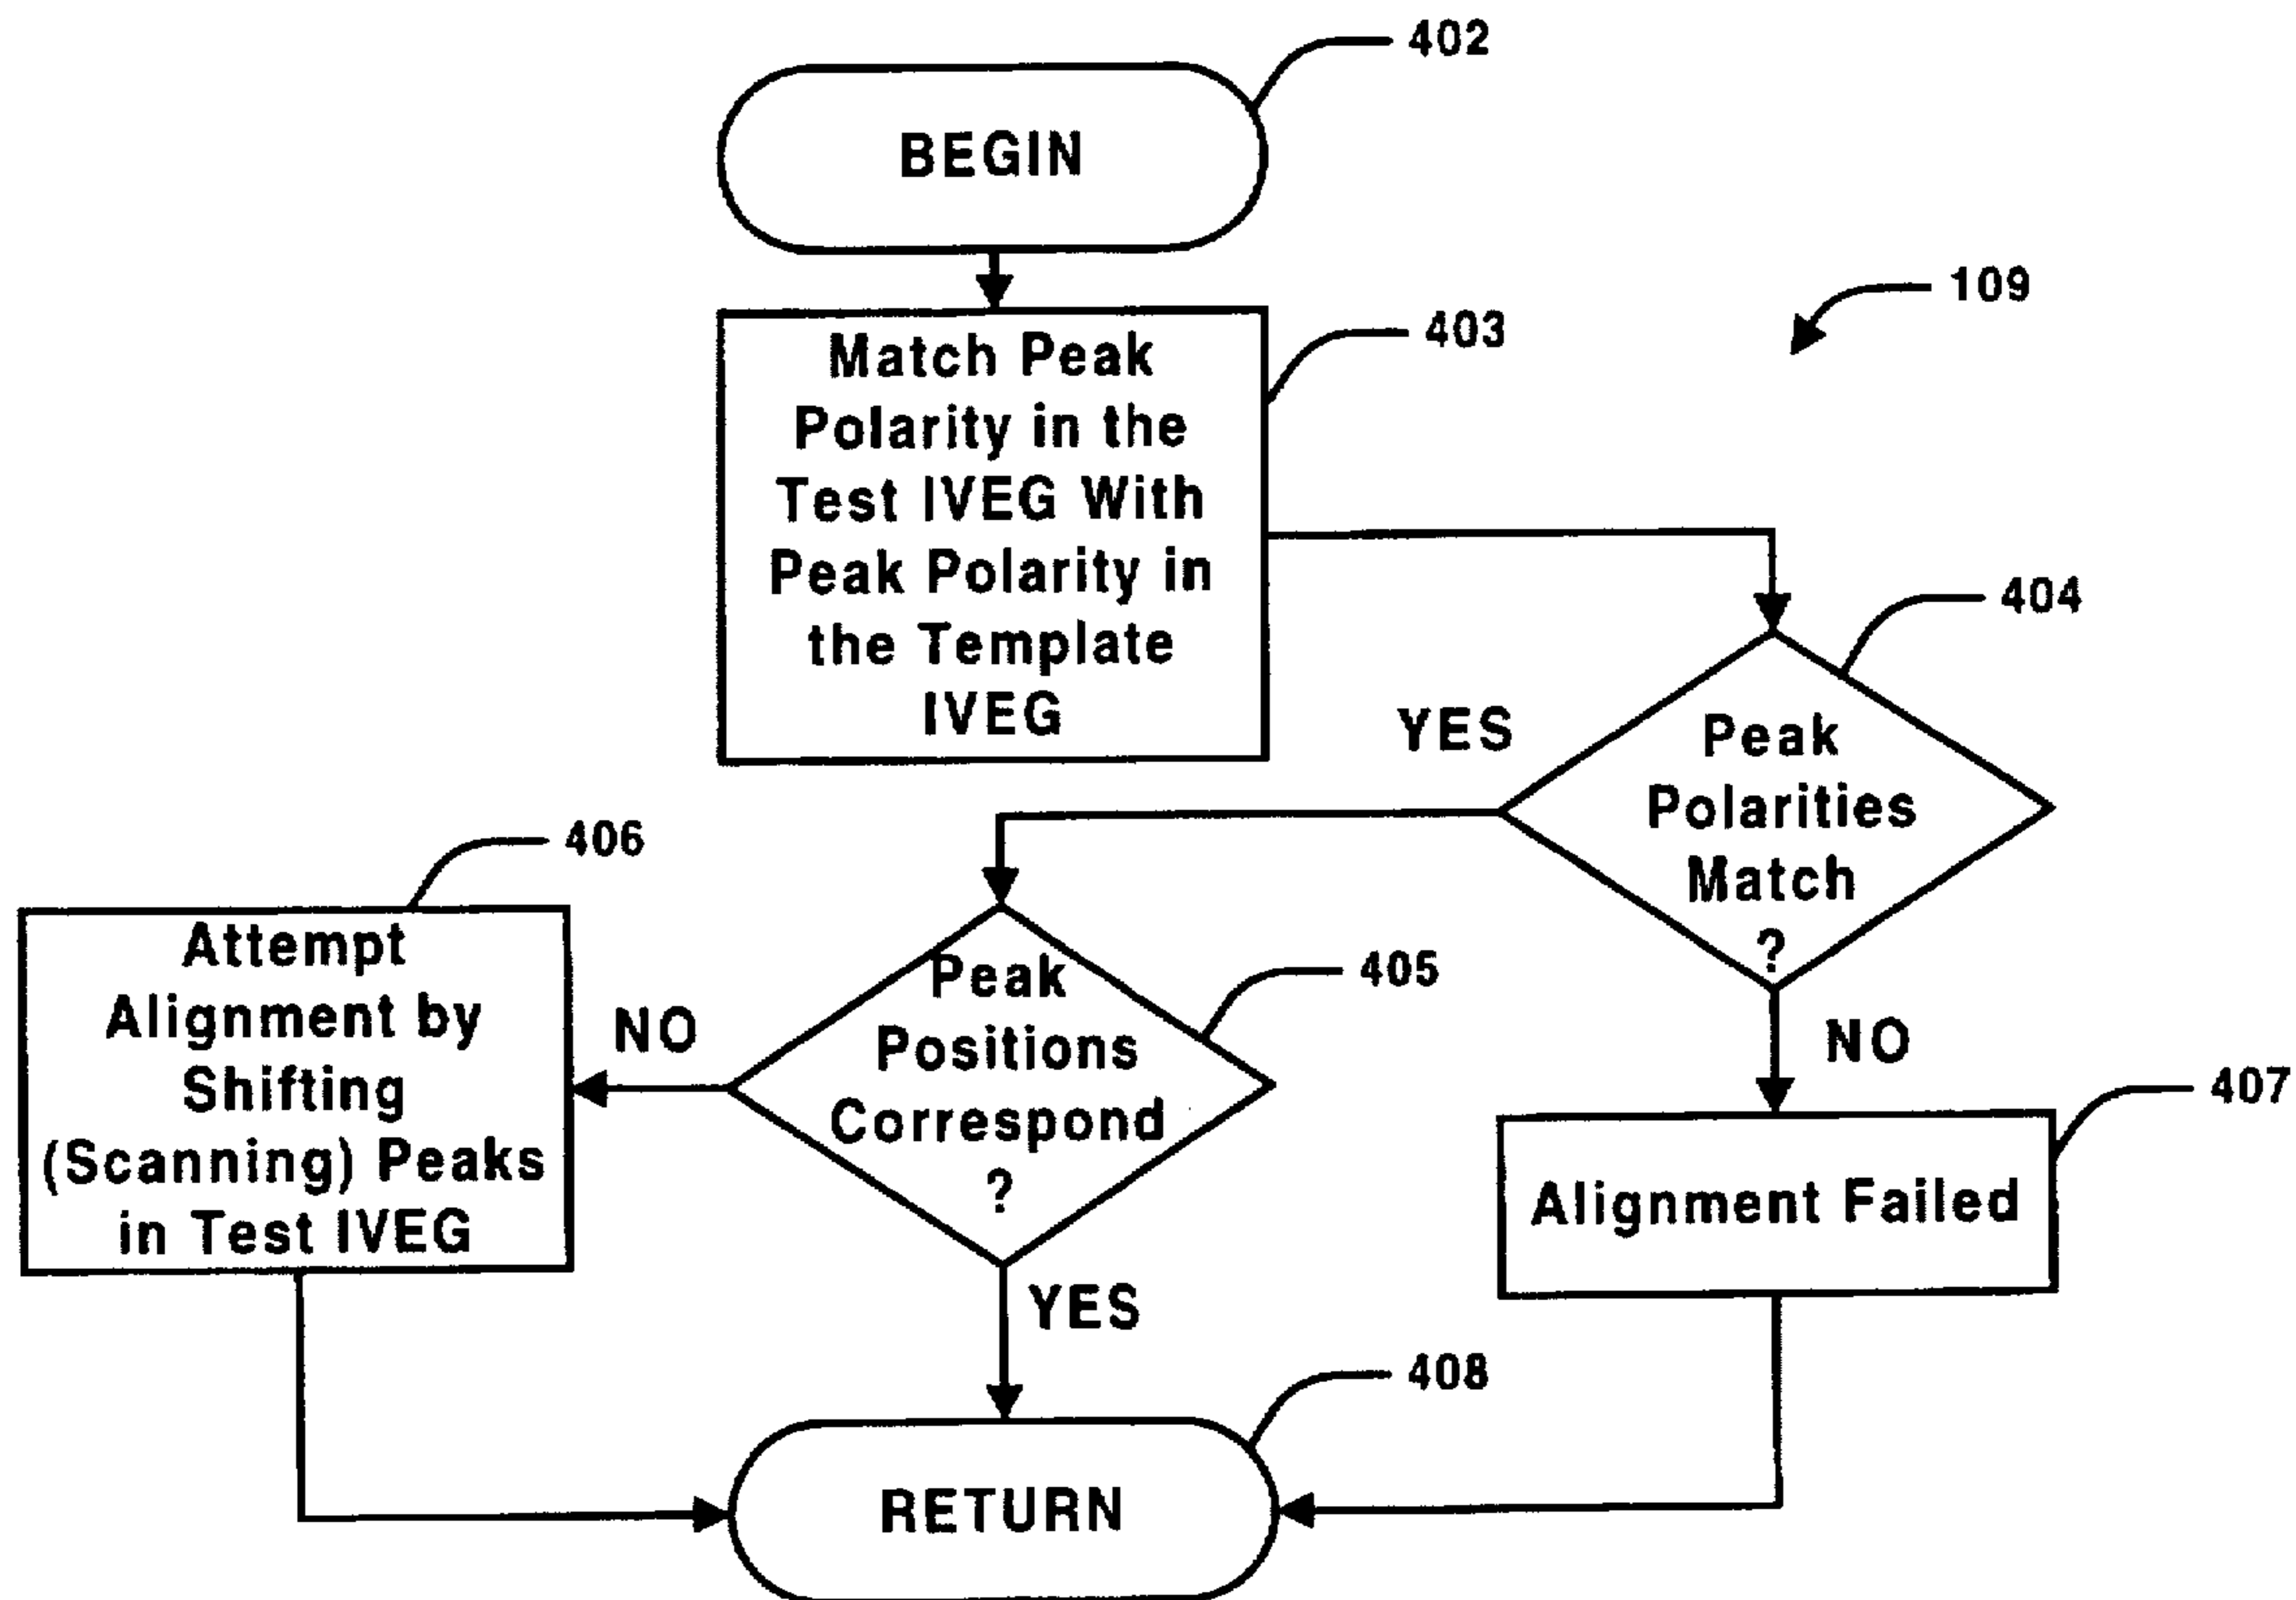 402
BEGIN
109
403
Match Peak
Polarity in the
Test IVEG With
Peak Polarity in
the Template
IVEG
404
YES
Peak
Polarities
Match
?
406
Attempt
Alignment by
Shifting
(Scanning) Peaks
in Test IVEG
NO
405
Peak
Positions
Correspond
?
NO
407
Alignment Failed
YES
408
RETURN